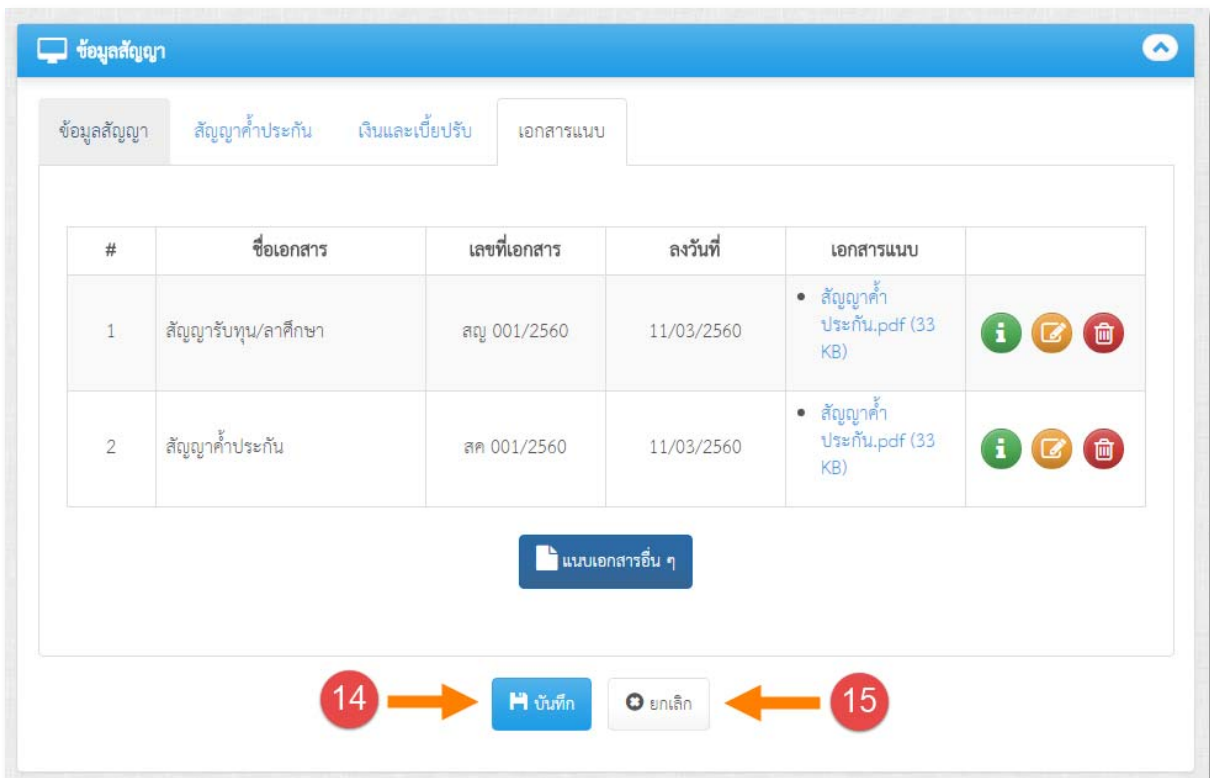 ข้อมูลสัญญา
ข้อมูลสัญญา สัญญาค้ำประกัน เงินและเบี้ยปรับ เอกสารแนบ
# ชื่อเอกสาร เลขที่เอกสาร ลงวันที่ เอกสารแนบ
1 สัญญารับทุน/ลาศึกษา สญ 001/2560 11/03/2560 สัญญาค้ำ
ประกัน.pdf (33
KB)
2 สัญญาค้ำประกัน สค 001/2560 11/03/2560 สัญญาค้ำ
ประกัน.pdf (33
KB)
แนบเอกสารอื่น ๆ
14 บันทึก ยกเลิก 15